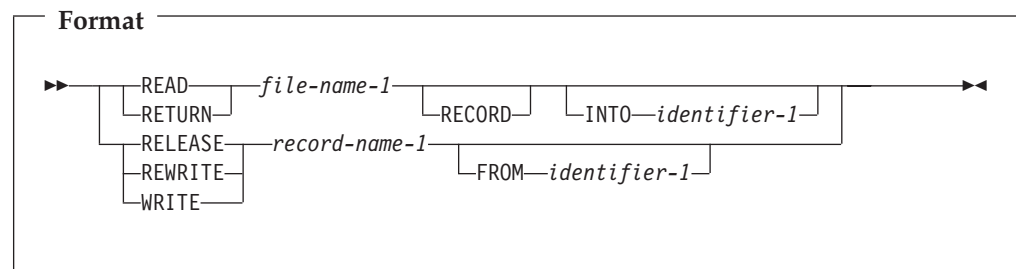 Format
READ file-name-1
RETURN RECORD INTO identifier-1
RELEASE record-name-1
REWRITE FROM identifier-1
WRITE